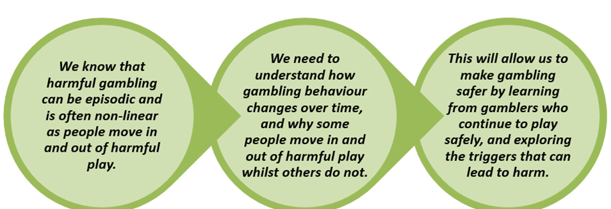 We know that
harmful gambling
can be episodic and
is often non-linear
as people move in
and out of harmful
play.
We need to
understand how
gambling behaviour
changes over time,
and why some
people move in and
out of harmful play
whilst others do not.
This will allow us to
make gambling
safer by learning
from gamblers who
continue to play
safely, and exploring
the triggers that can
lead to harm.